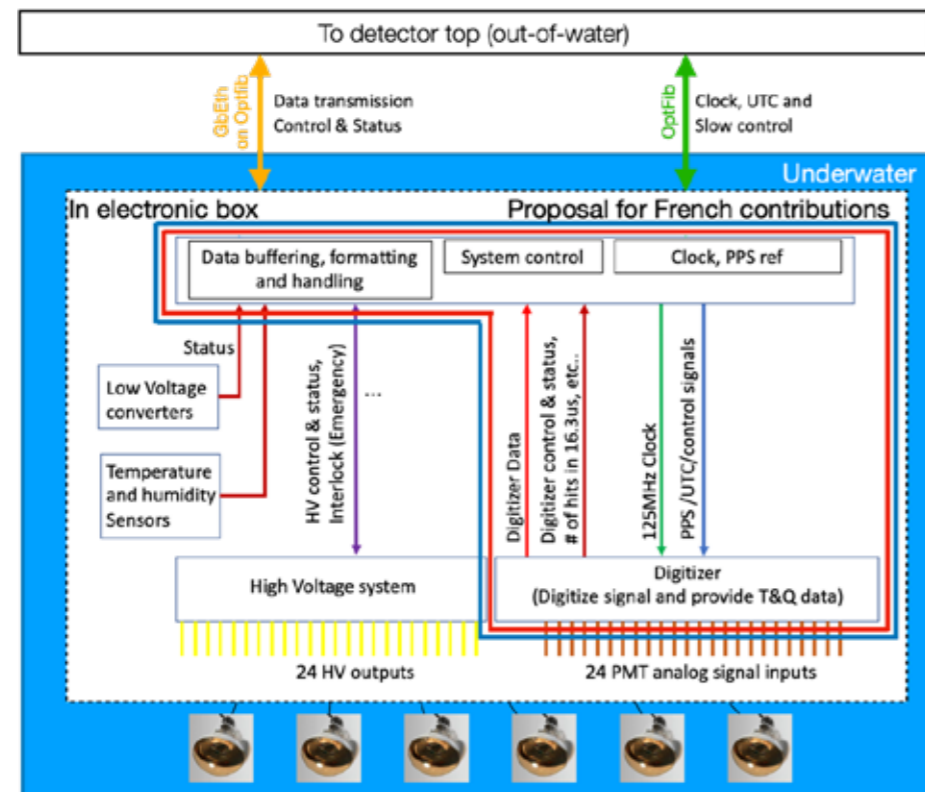 To detector top (out-of-water)
GbEth
on Optfib
Data transmission
Control & Status
OptFib
Clock, UTC and
Slow control
Underwater
In electronic box
Proposal for French contributions
Data buffering, formatting
and handling
System control
Clock, PPS ref
Status
Low Voltage
converters
Temperature
and humidity
Sensors
HV control & status,
Interlock (Emergency)
...
Digitizer Data
Digitizer control & status,
# of hits in 16.3us, etc..
125MHz Clock
PPS /UTC/control signals
High Voltage system
Digitizer
(Digitize signal and provide T&Q data)
24 HV outputs
24 PMT analog signal inputs